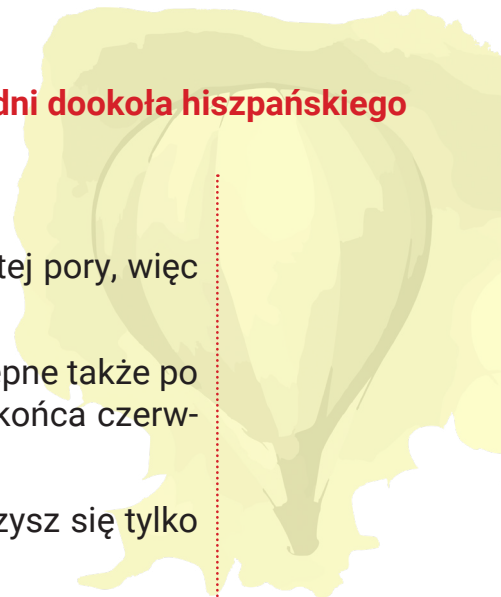 dni dookoła hiszpańskiego
tej pory, więc
pne także po
końca czerw-
zysz się tylko